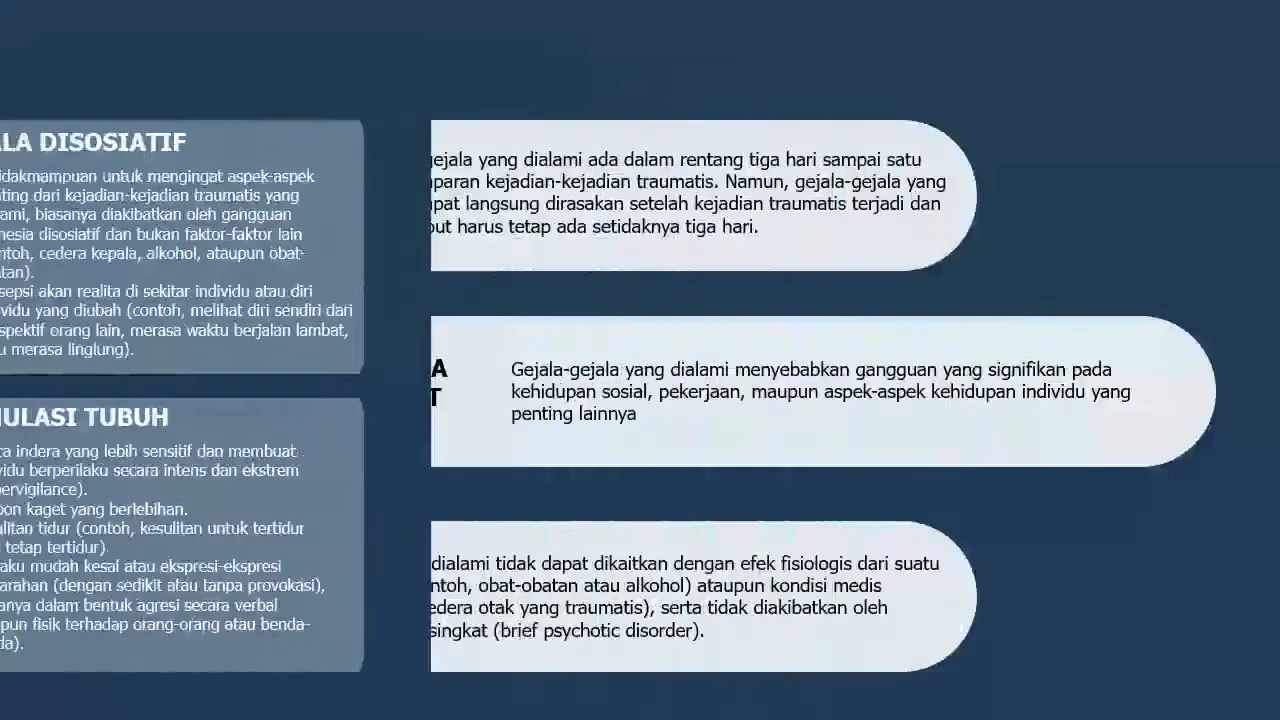 LA DISOSIATIF
idakmampuan untuk mengingat aspek-aspek
ting dari kejadian-kejadian traumatis yang
ami, biasanya diakibatkan oleh gangguan
nesia disosiatif dan bukan faktor-faktor lain
ntoh, cedera kepala, alkohol, ataupun obat-
tan).
sepsi akan realita di sekitar individu atau diri
vidu yang diubah (contoh, melihat diri sendiri dari
spektif orang lain, merasa waktu berjalan lambat,
u merasa linglung).
ULASI TUBUH
ca indera yang lebih sensitif dan membuat
vidu berperilaku secara intens dan ekstrem
pervigilance).
pon kaget yang berlebihan.
ulitan tidur (contoh, kesulitan untuk tertidur
tetap tertidur)
aku mudah kesal atau ekspresi-ekspresi
arahan (dengan sedikit atau tanpa provokasi),
anya dalam bentuk agresi secara verbal
pun fisik terhadap orang-orang atau benda-
da).
gejala yang dialami ada dalam rentang tiga hari sampai satu
paran kejadian-kejadian traumatis. Namun, gejala-gejala yang
pat langsung dirasakan setelah kejadian traumatis terjadi dan
but harus tetap ada setidaknya tiga hari.
A
T
Gejala-gejala yang dialami menyebabkan gangguan yang signifikan pada
kehidupan sosial, pekerjaan, maupun aspek-aspek kehidupan individu yang
penting lainnya
dialami tidak dapat dikaitkan dengan efek fisiologis dari suatu
ntoh, obat-obatan atau alkohol) ataupun kondisi medis
edera otak yang traumatis), serta tidak diakibatkan oleh
singkat (brief psychotic disorder).